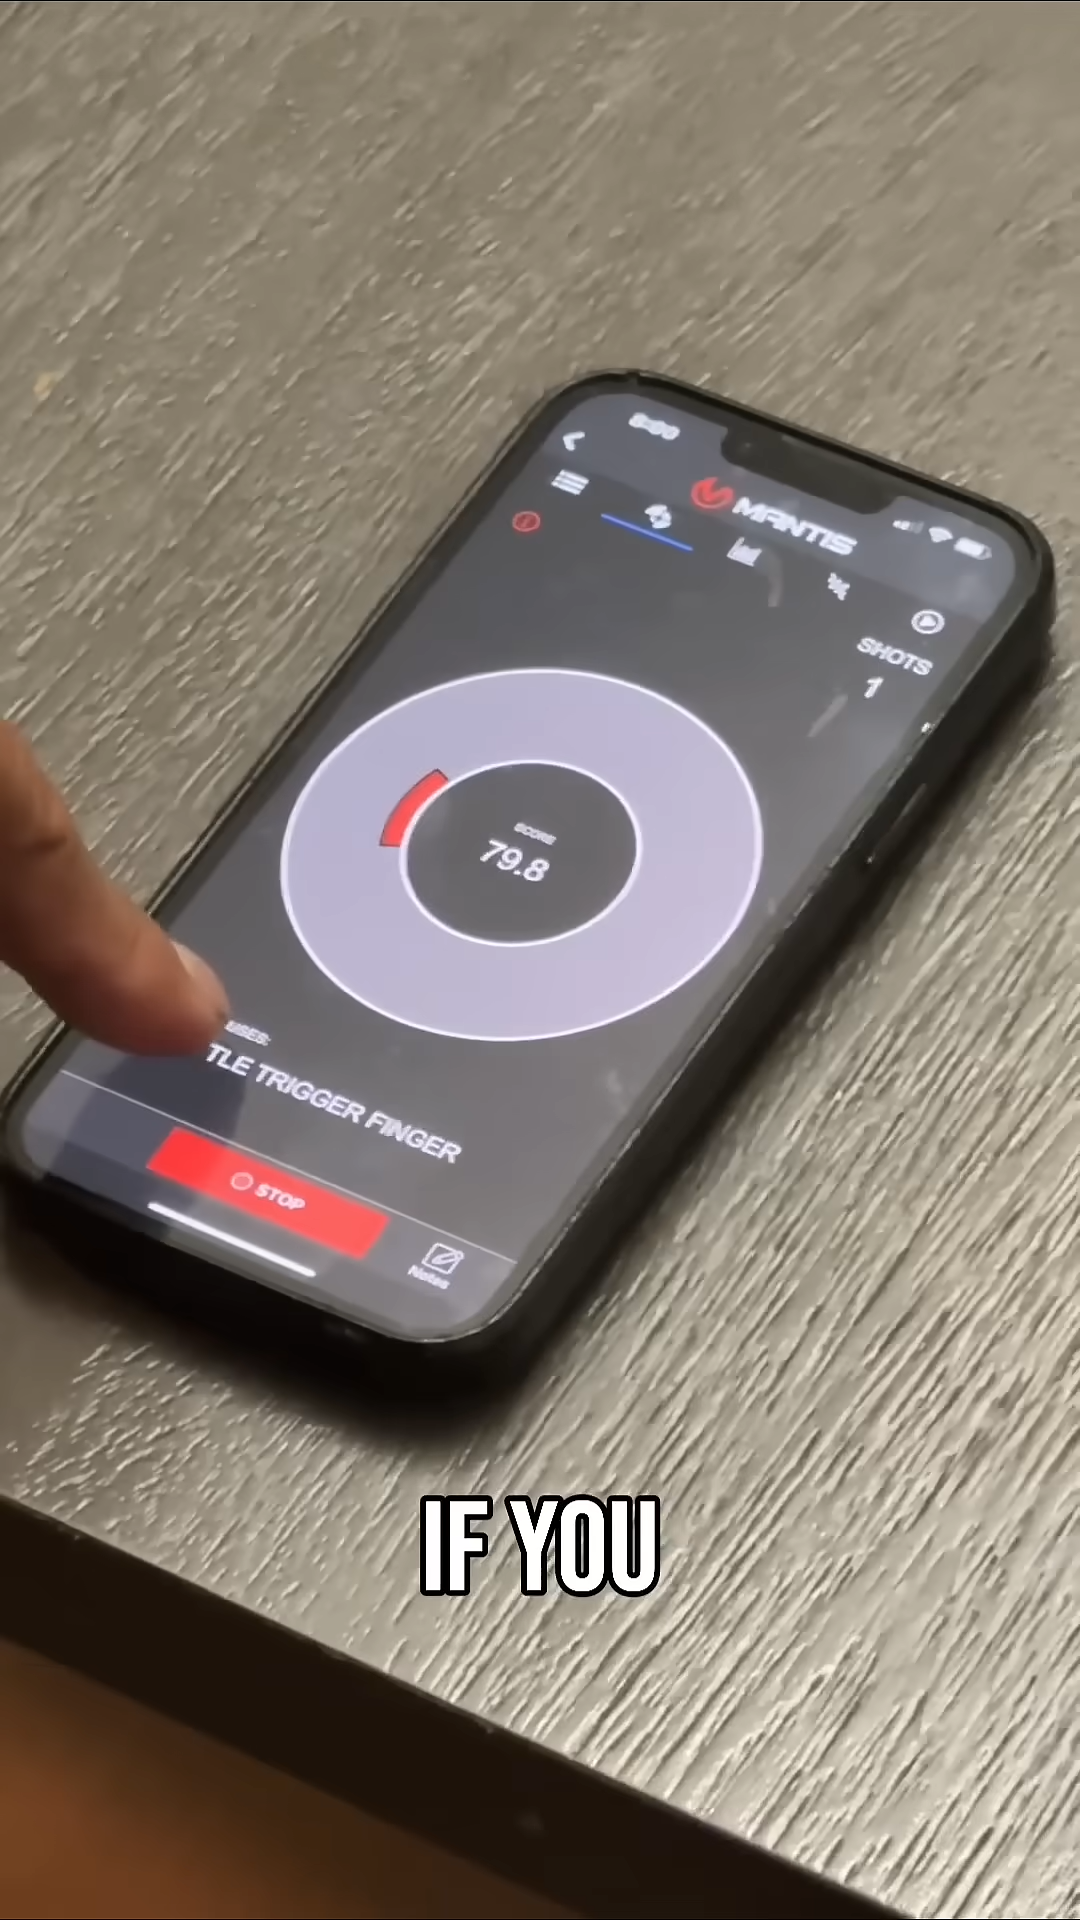 MANTIS
SHOTS
1
SCORE
79.8
TLE TRIGGER FINGER
STOP
Notes
IF YOU